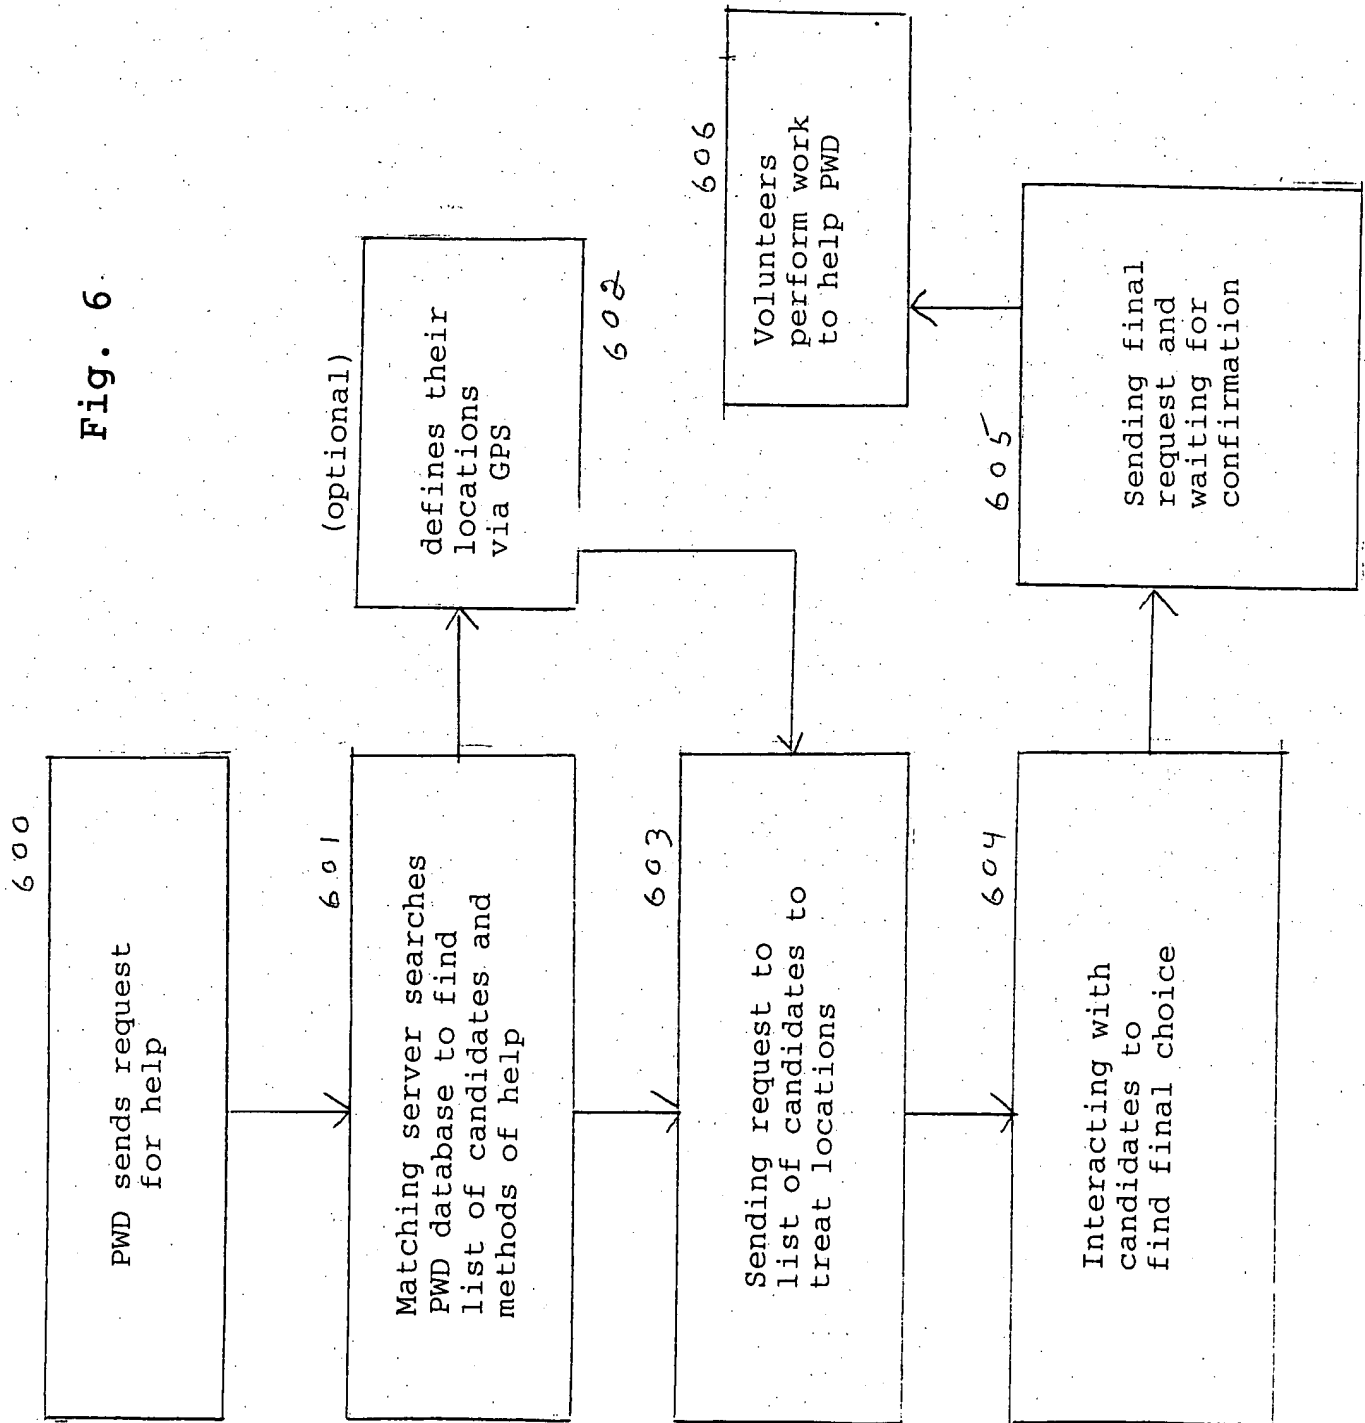 Fig. 6
600
PWD sends request
for help
601
Matching server searches
PWD database to find
list of candidates and
methods of help
(optional)
defines their
locations
via GPS
602
603
Sending request to
list of candidates to
treat locations
604
Interacting with
candidates to
find final choice
605
Sending final
request and
waiting for
confirmation
606
Volunteers
perform work
to help PWD